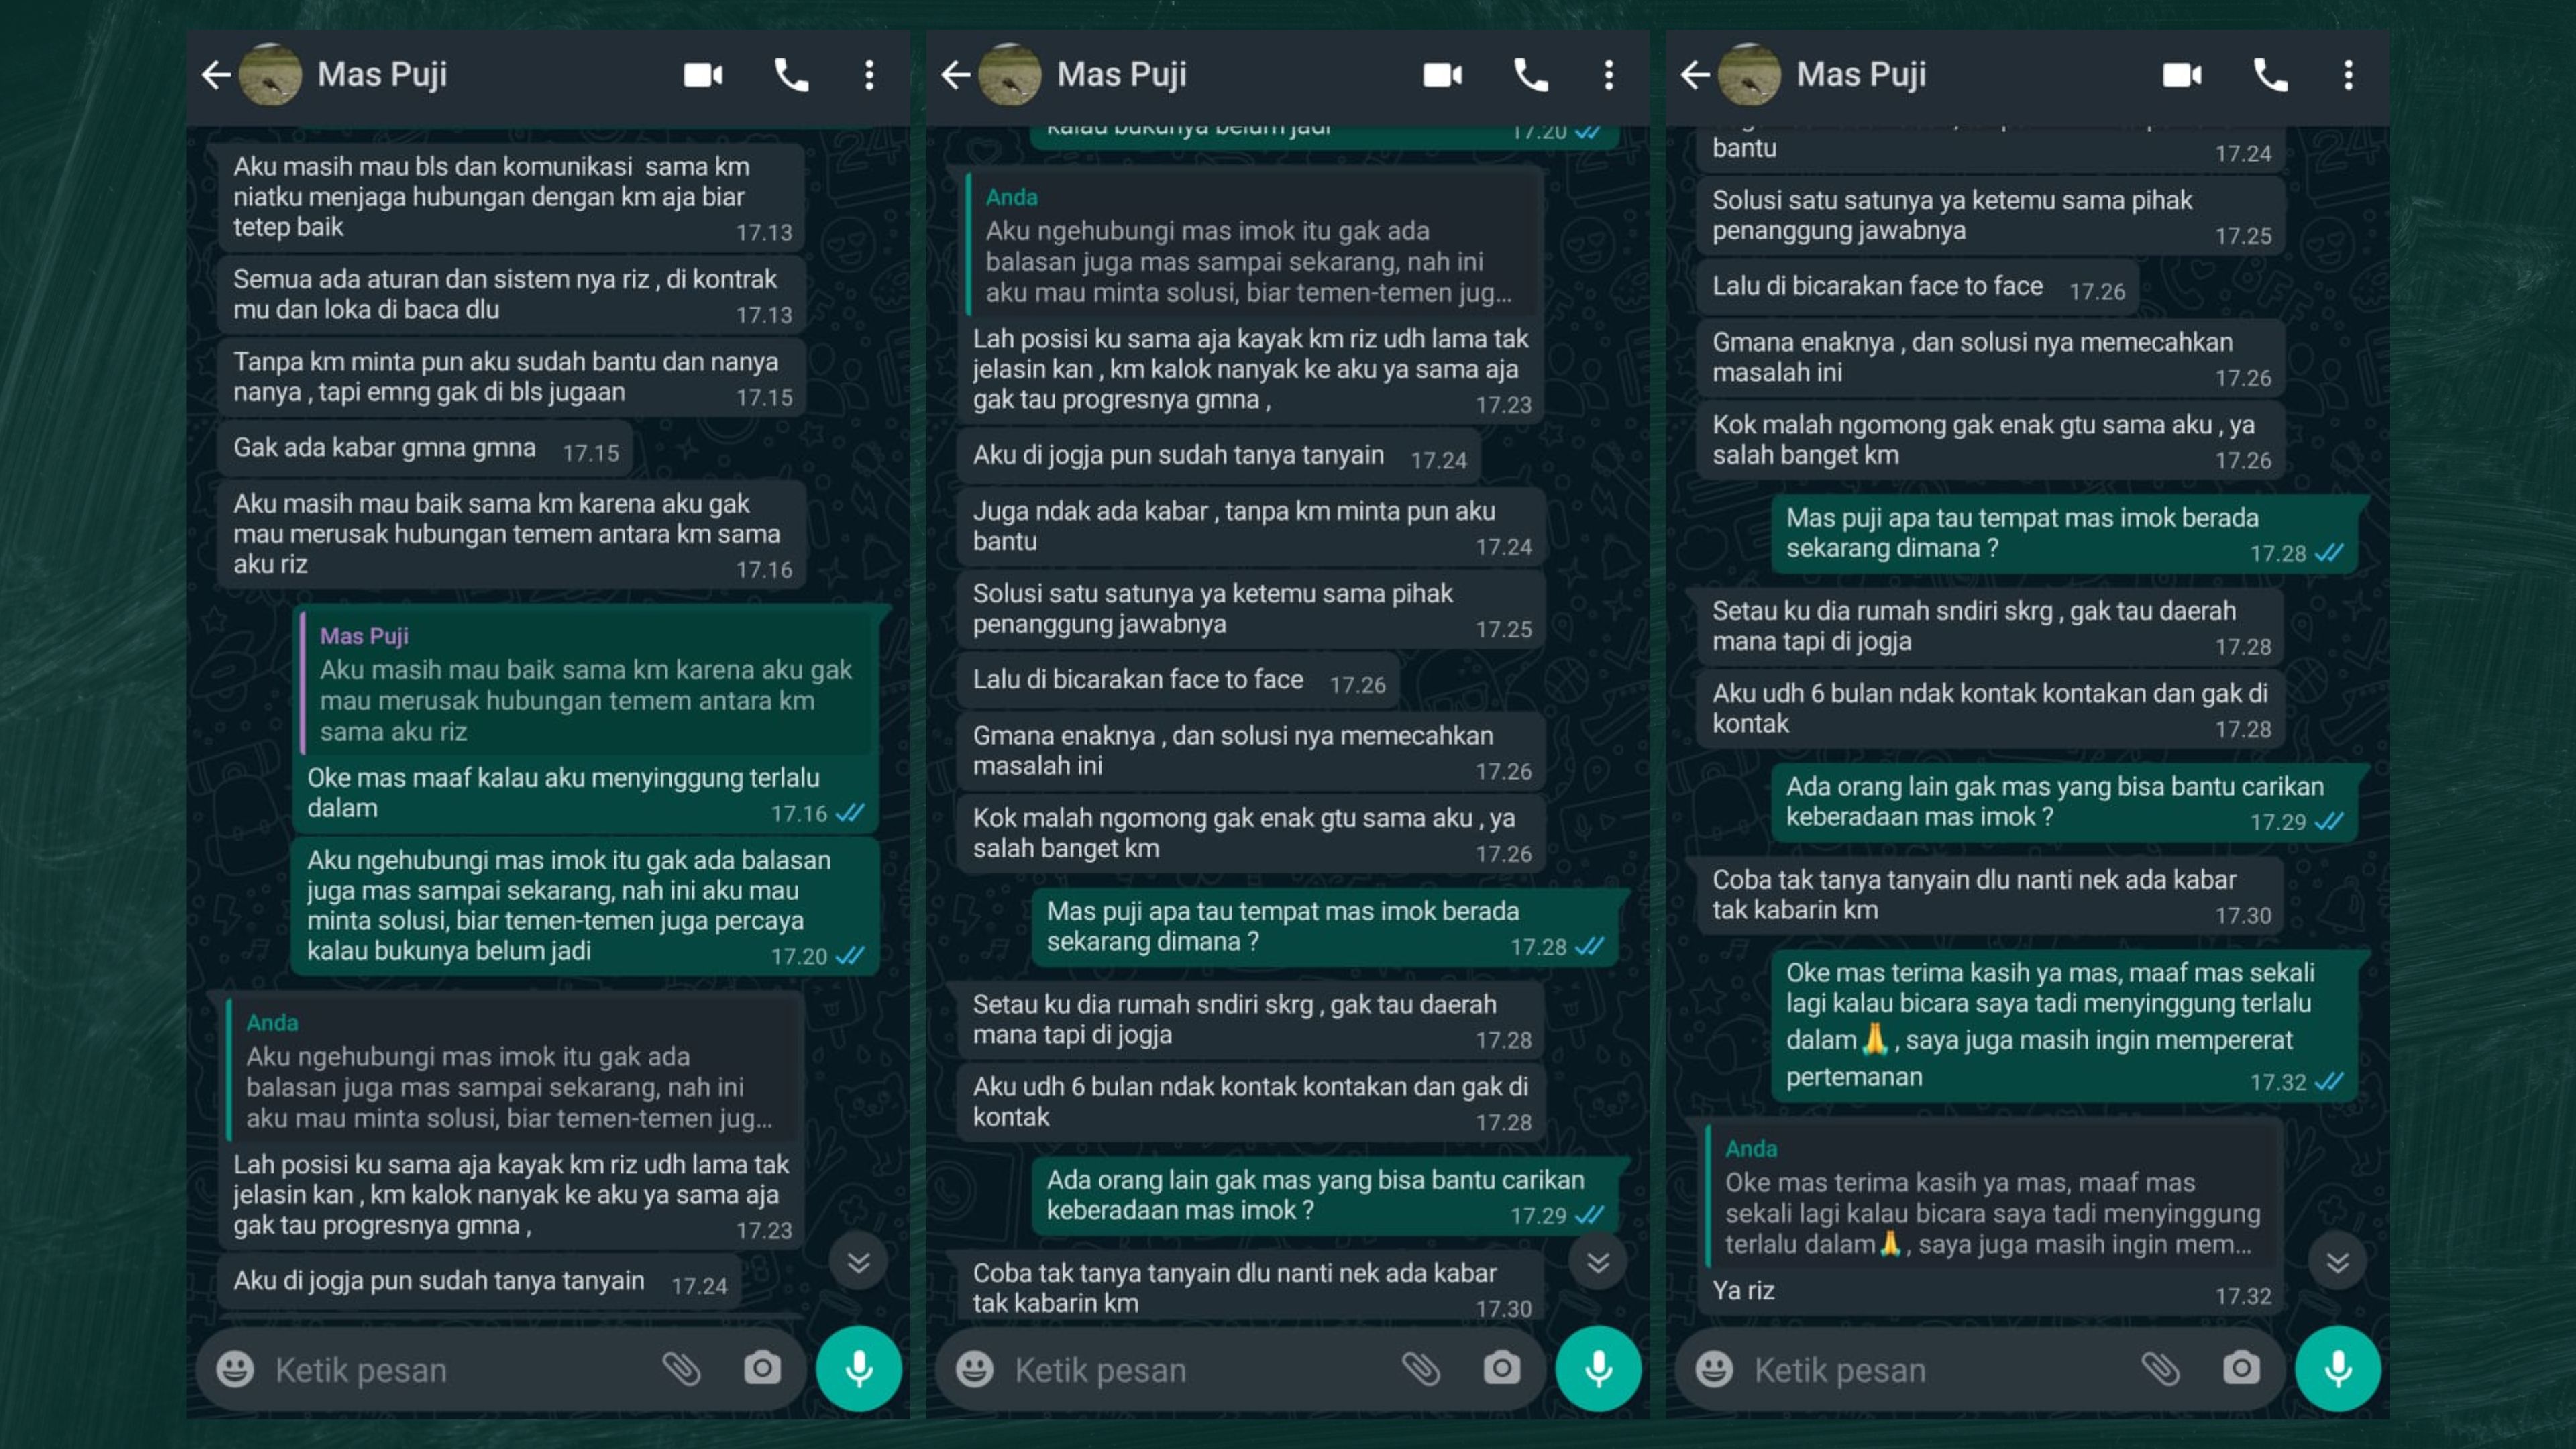 Mas Puji
Aku masih mau bls dan komunikasi sama km
niatku menjaga hubungan dengan km aja biar
tetep baik
17.13
Semua ada aturan dan sistem nya riz , di kontrak
mu dan loka di baca dlu
17.13
Tanpa km minta pun aku sudah bantu dan nanya
nanya , tapi emng gak di bls jugaan
17.15
Gak ada kabar gmna gmna 17.15
Aku masih mau baik sama km karena aku gak
mau merusak hubungan temem antara km sama
aku riz
17.16
Mas Puji
Aku masih mau baik sama km karena aku gak
mau merusak hubungan temem antara km
sama aku riz
Oke mas maaf kalau aku menyinggung terlalu
dalam
17.16
Aku ngehubungi mas imok itu gak ada balasan
juga mas sampai sekarang, nah ini aku mau
minta solusi, biar temen-temen juga percaya
kalau bukunya belum jadi
17.20
Anda
Aku ngehubungi mas imok itu gak ada
balasan juga mas sampai sekarang, nah ini
aku mau minta solusi, biar temen-temen jug...
Lah posisi ku sama aja kayak km riz udh lama tak
jelasin kan , km kalok nanyak ke aku ya sama aja
gak tau progresnya gmna ,
17.23
Aku di jogja pun sudah tanya tanyain 17.24
Ketik pesan
Mas Puji
kalau bukunya belum jadi 17.20
Anda
Aku ngehubungi mas imok itu gak ada
balasan juga mas sampai sekarang, nah ini
aku mau minta solusi, biar temen-temen jug...
Lah posisi ku sama aja kayak km riz udh lama tak
jelasin kan , km kalok nanyak ke aku ya sama aja
gak tau progresnya gmna ,
17.23
Aku di jogja pun sudah tanya tanyain 17.24
Juga ndak ada kabar , tanpa km minta pun aku
bantu
17.24
Solusi satu satunya ya ketemu sama pihak
penanggung jawabnya
17.25
Lalu di bicarakan face to face 17.26
Gmana enaknya , dan solusi nya memecahkan
masalah ini
17.26
Kok malah ngomong gak enak gtu sama aku , ya
salah banget km
17.26
Mas puji apa tau tempat mas imok berada
sekarang dimana ?
17.28
Setau ku dia rumah sndiri skrg , gak tau daerah
mana tapi di jogja
17.28
Aku udh 6 bulan ndak kontak kontakan dan gak di
kontak
17.28
Ada orang lain gak mas yang bisa bantu carikan
keberadaan mas imok ?
17.29
Coba tak tanya tanyain dlu nanti nek ada kabar
tak kabarin km
17.30
Ketik pesan
Mas Puji
bantu
17.24
Solusi satu satunya ya ketemu sama pihak
penanggung jawabnya
17.25
Lalu di bicarakan face to face 17.26
Gmana enaknya , dan solusi nya memecahkan
masalah ini
17.26
Kok malah ngomong gak enak gtu sama aku , ya
salah banget km
17.26
Mas puji apa tau tempat mas imok berada
sekarang dimana ?
17.28
Setau ku dia rumah sndiri skrg , gak tau daerah
mana tapi di jogja
17.28
Aku udh 6 bulan ndak kontak kontakan dan gak di
kontak
17.28
Ada orang lain gak mas yang bisa bantu carikan
keberadaan mas imok ?
17.29
Coba tak tanya tanyain dlu nanti nek ada kabar
tak kabarin km
17.30
Oke mas terima kasih ya mas, maaf mas sekali
lagi kalau bicara saya tadi menyinggung terlalu
dalam🙏, saya juga masih ingin mempererat
pertemanan
17.32
Anda
Oke mas terima kasih ya mas, maaf mas
sekali lagi kalau bicara saya tadi menyinggung
terlalu dalam🙏, saya juga masih ingin mem...
Ya riz
17.32
Ketik pesan